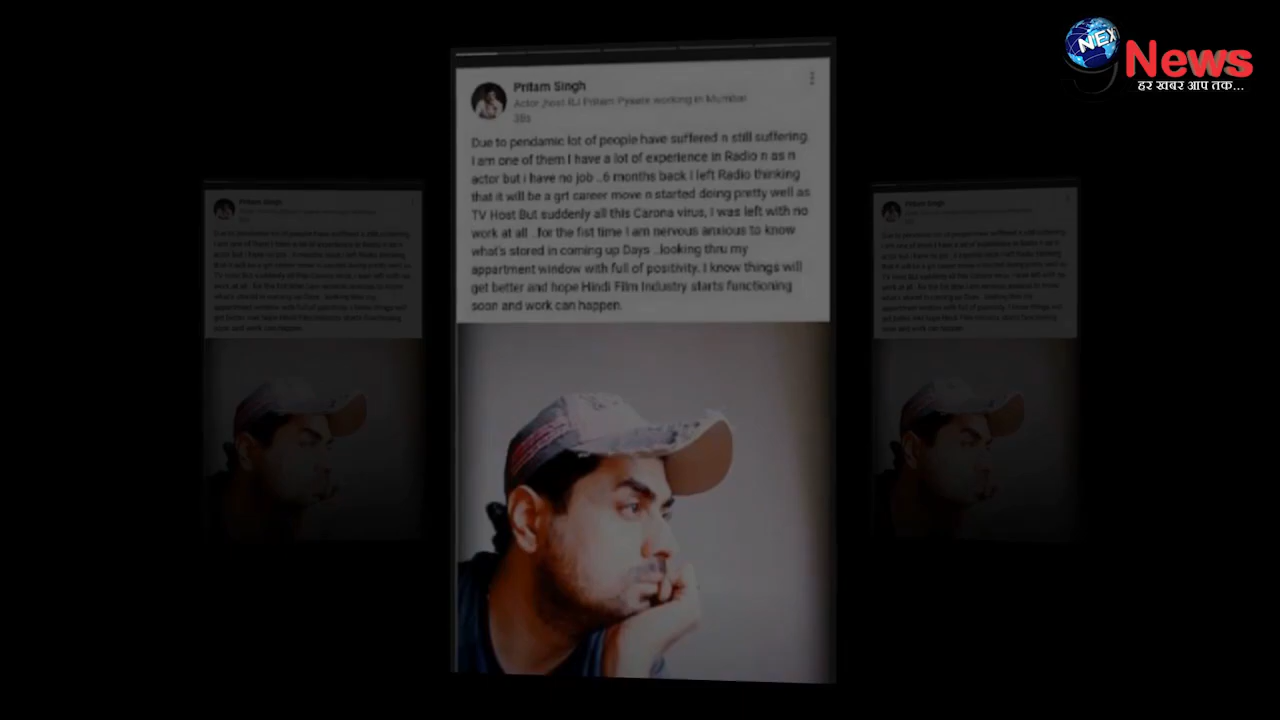 NEX
9 News
हर खबर आप तक...
Pritam Singh
Actor ,host RJ Pritam Pyaare working in Mumbai
38s
Due to pendamic lot of people have suffered n still suffering.
I am one of them I have a lot of experience in Radio n as n
actor but i have no job ..6 months back I left Radio thinking
that it will be a grt career move n started doing pretty well as
TV Host But suddenly all this Carona virus, I was left with no
work at all ..for the fist time I am nervous anxious to know
what's stored in coming up Days ..looking thru my
appartment window with full of positivity. I know things will
get better and hope Hindi Film Industry starts functioning
soon and work can happen.